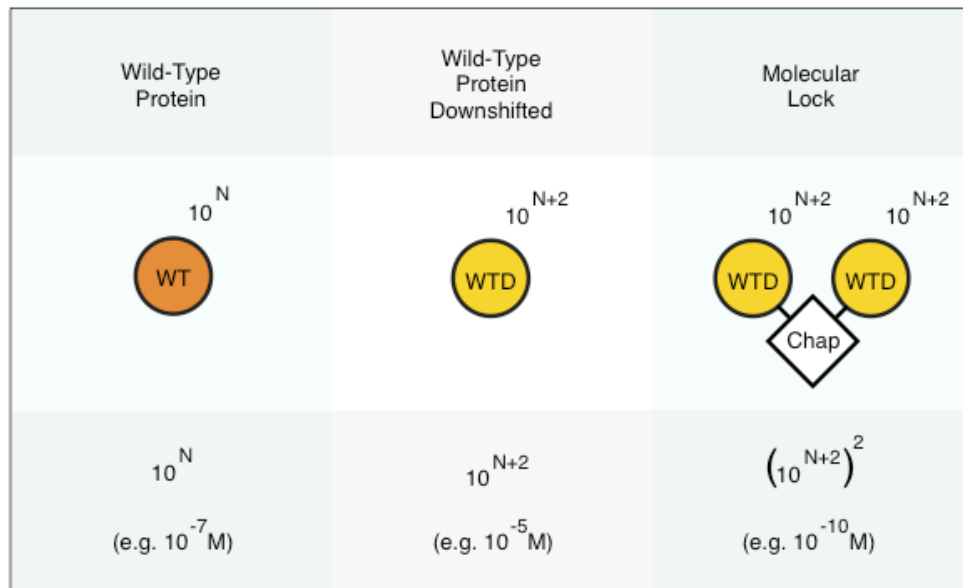 Wild-Type
Protein
Wild-Type
Protein
Downshifted
Molecular
Lock
10^N
WT
10^N+2
WTD
10^N+2
10^N+2
WTD
WTD
Chap
10^N
10^N+2
(10^N+2)^2
(e.g. 10^-7 M)
(e.g. 10^-5 M)
(e.g. 10^-10 M)